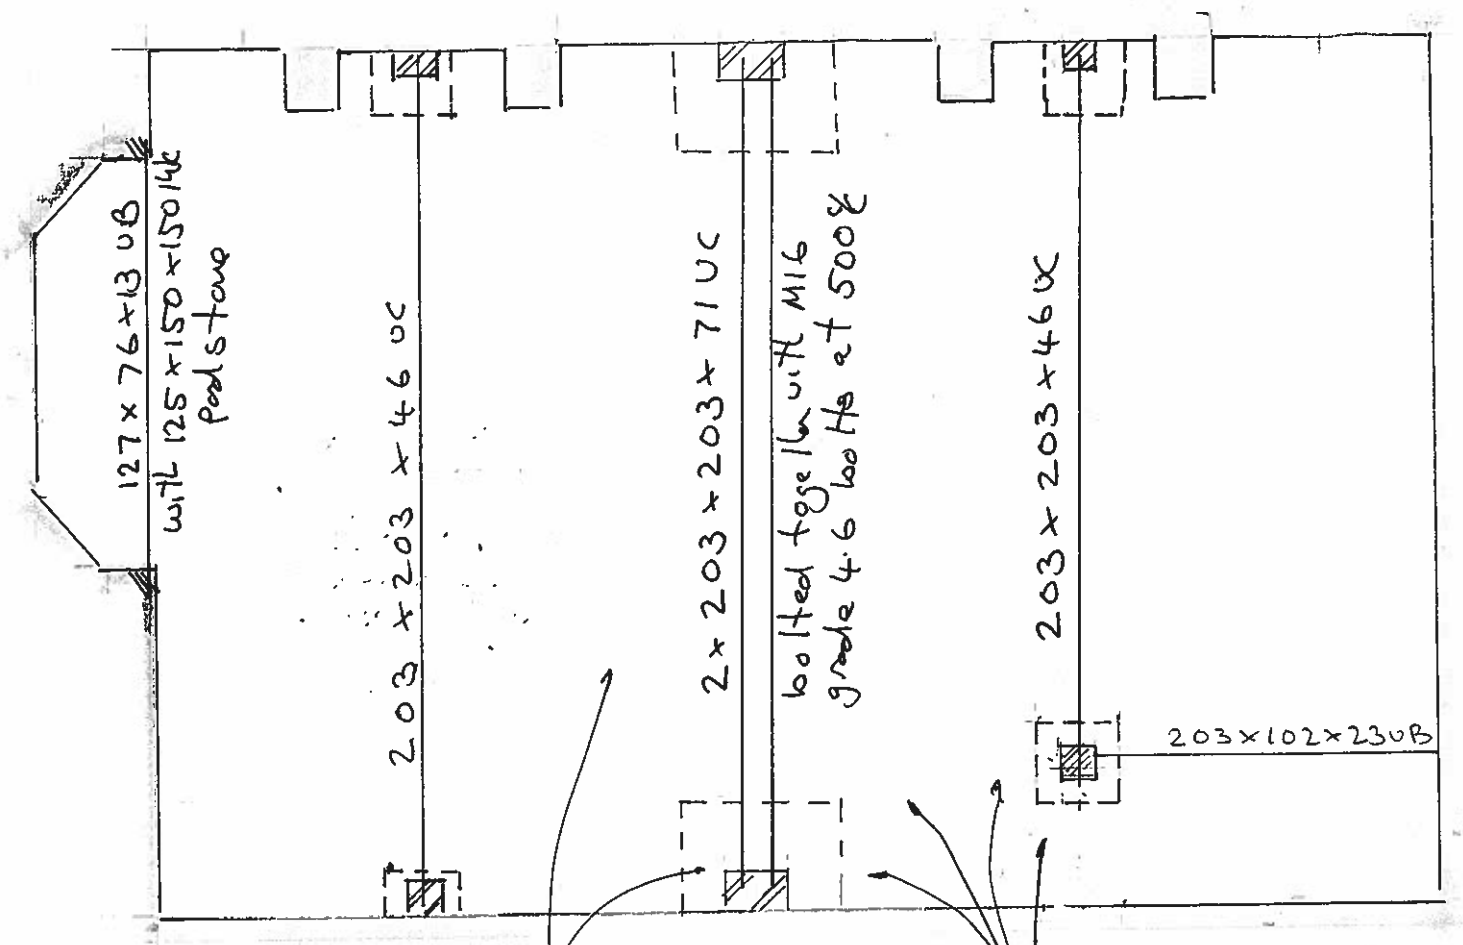 127 x 76 x 13 UB
with 125 x 150 x 150 thk
Padstone
203 x 203 x 46 UC
2 x 203 x 203 x 71 UC
bolted together with M16
grade 4.6 bolts at 500
203 x 203 x 46 UC
203 x 102 x 23 UB